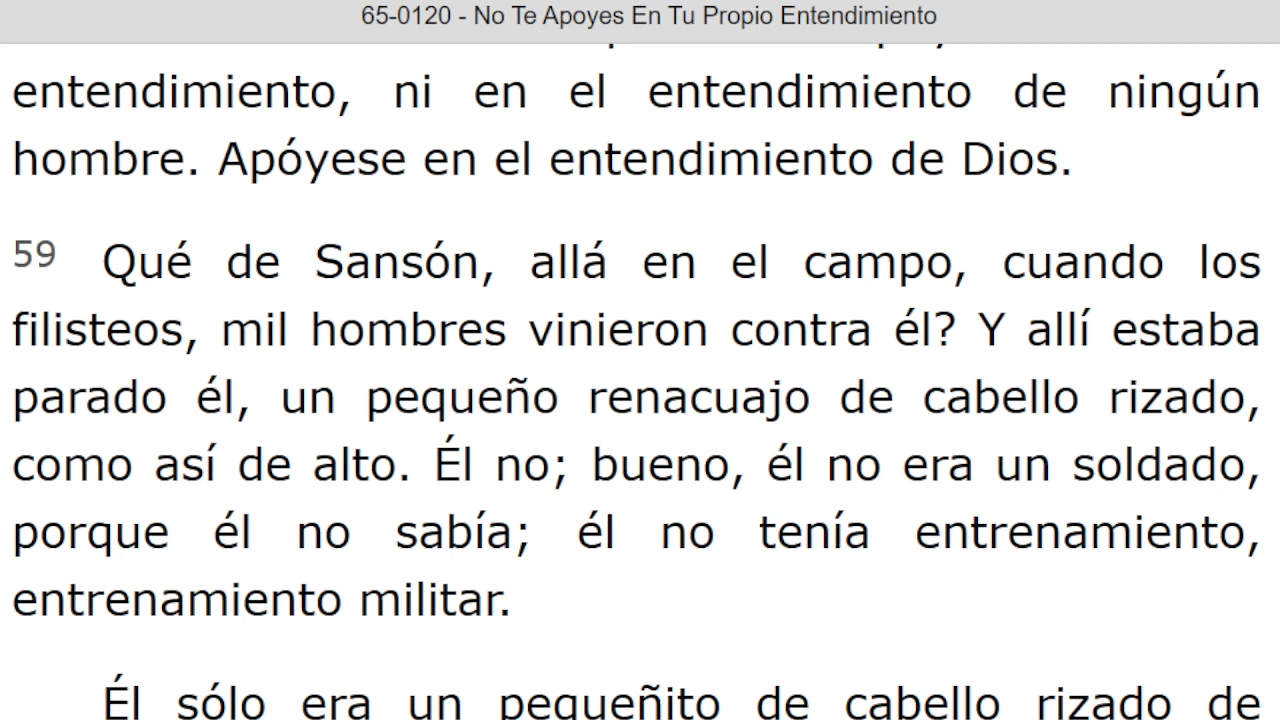 65-0120 - No Te Apoyes En Tu Propio Entendimiento
entendimiento, ni en el entendimiento de ningún
hombre. Apóyese en el entendimiento de Dios.
59 Qué de Sansón, allá en el campo, cuando los
filisteos, mil hombres vinieron contra él? Y allí estaba
parado él, un pequeño renacuajo de cabello rizado,
como así de alto. Él no; bueno, él no era un soldado,
porque él no sabía; él no tenía entrenamiento,
entrenamiento militar.
Él sólo era un pequeñito de cabello rizado de